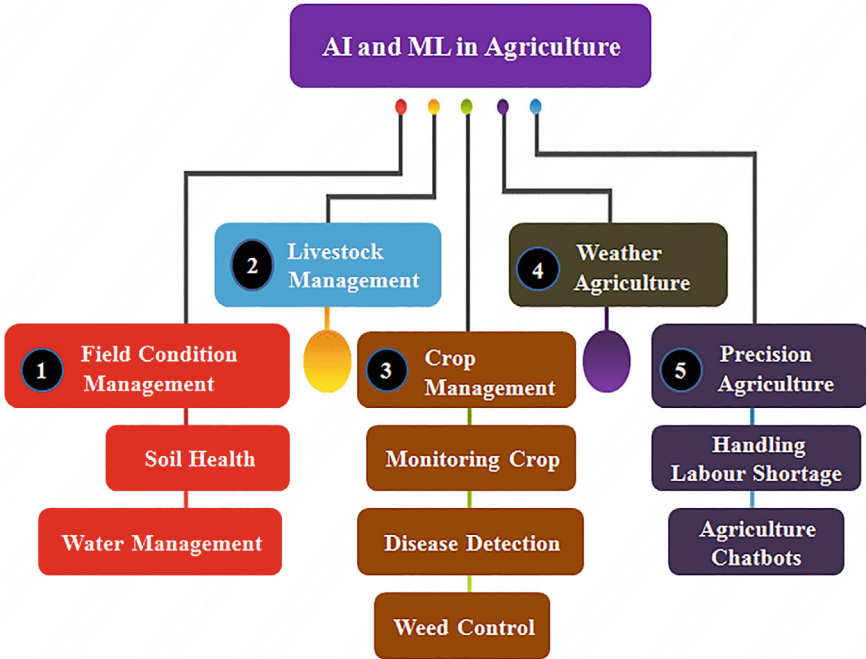 AI and ML in Agriculture
2
Livestock
Management
4
Weather
Agriculture
1
Field Condition
Management
Soil Health
Water Management
3
Crop
Management
Monitoring Crop
Disease Detection
Weed Control
5
Precision
Agriculture
Handling
Labour Shortage
Agriculture
Chatbots